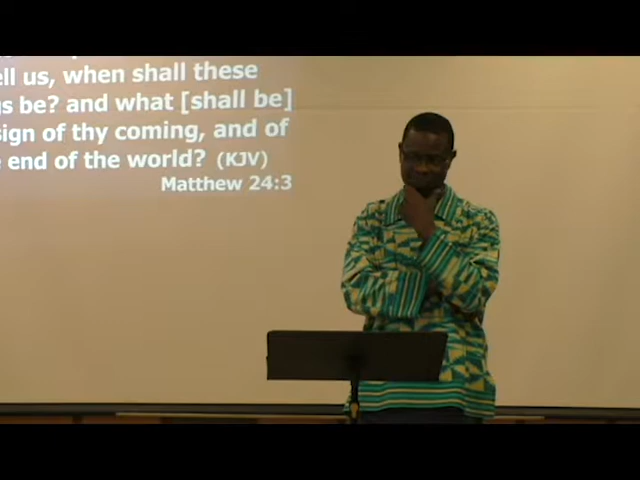 ell us, when shall these
gs be? and what [shall be]
sign of thy coming, and of
e end of the world? (KJV)
Matthew 24:3